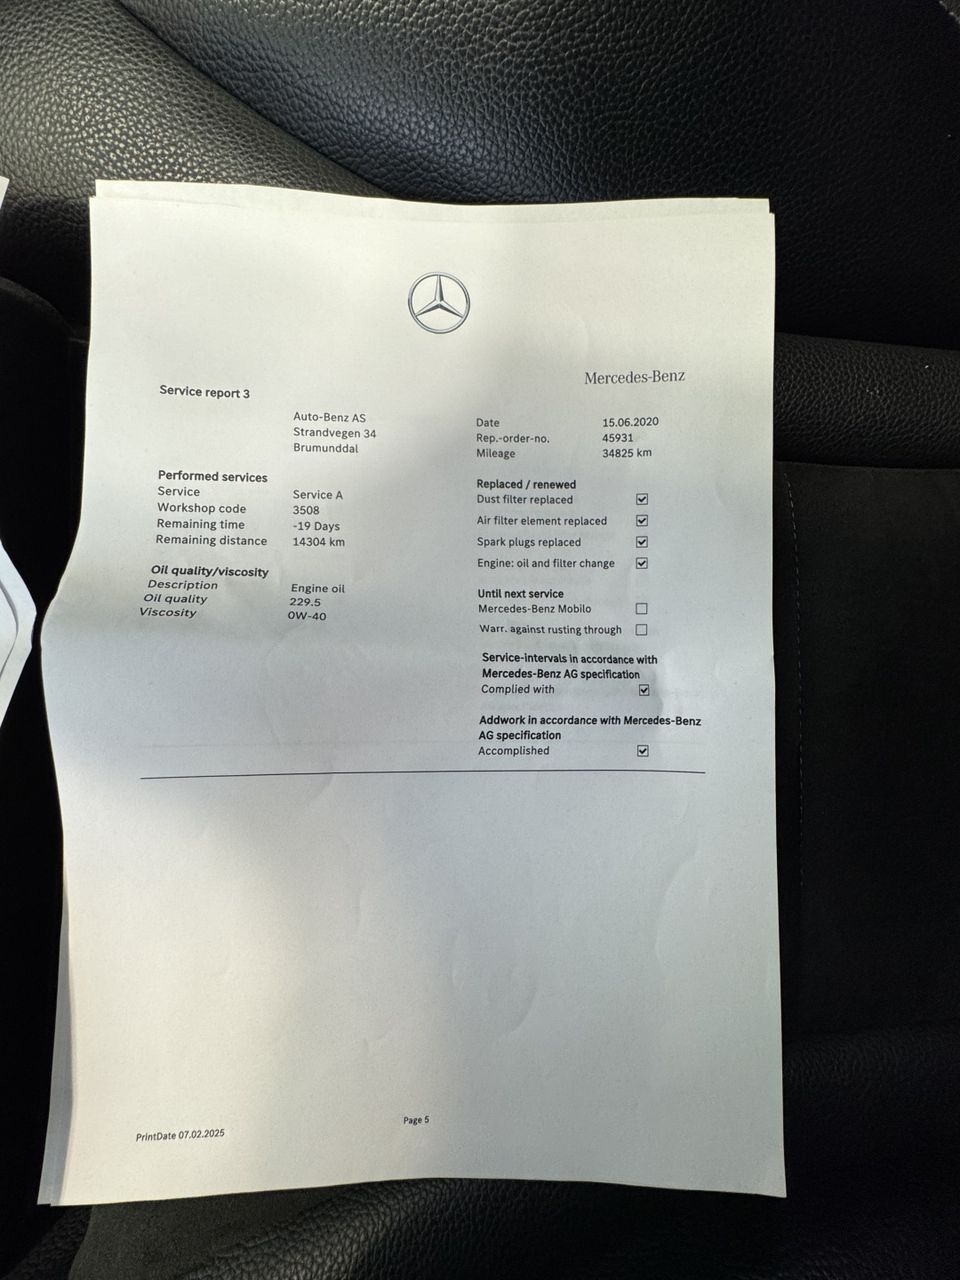 Mercedes-Benz
Service report 3
Auto-Benz AS
Strandvegen 34
Brumunddal
Date 15.06.2020
Rep.-order-no. 45931
Mileage 34825 km
Performed services
Service Service A
Workshop code 3508
Remaining time -19 Days
Remaining distance 14304 km
Oil quality/viscosity
Description Engine oil
Oil quality 229.5
Viscosity 0W-40
Replaced / renewed
Dust filter replaced ☑
Air filter element replaced ☑
Spark plugs replaced ☑
Engine: oil and filter change ☑
Until next service
Mercedes-Benz Mobilo ☐
Warr. against rusting through ☐
Service-intervals in accordance with
Mercedes-Benz AG specification
Complied with ☑
Addwork in accordance with Mercedes-Benz
AG specification
Accomplished ☑
PrintDate 07.02.2025
Page 5